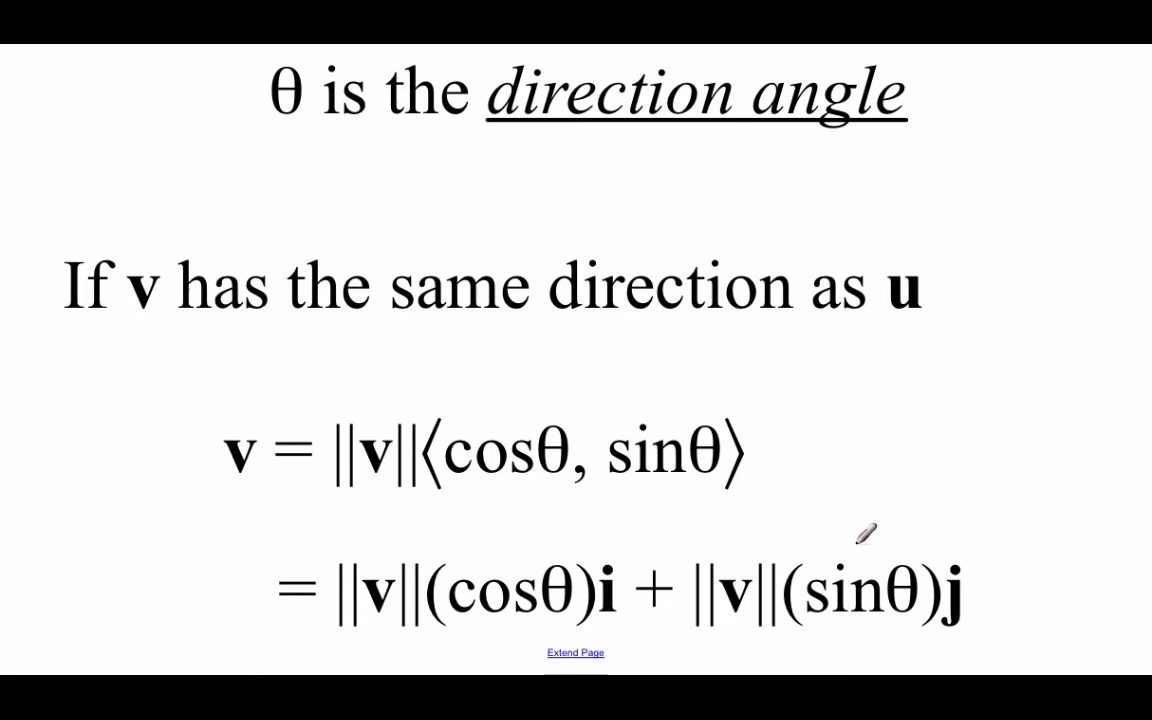 θ is the direction angle
If v has the same direction as u
v = ||v||⟨cosθ, sinθ⟩
= ||v||(cosθ)i + ||v||(sinθ)j
Extend Page